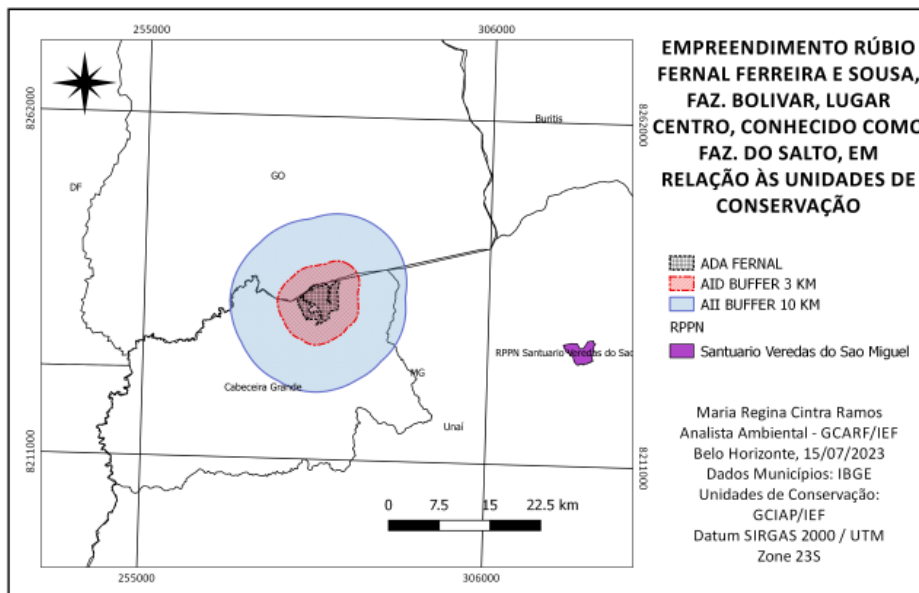 255000
306000
EMPREENDIMENTO RÚBIO
FERNAL FERREIRA E SOUSA,
FAZ. BOLIVAR, LUGAR
CENTRO, CONHECIDO COMO
FAZ. DO SALTO, EM
RELAÇÃO ÀS UNIDADES DE
CONSERVAÇÃO
8262000
8262000
Buritis
DF
GO
ADA FERNAL
AID BUFFER 3 KM
AII BUFFER 10 KM
RPPN
Santuario Veredas do Sao Miguel
RPPN Santuario Veredas do Sao
MG
Cabeceira Grande
Unaí
8211000
8211000
0 7.5 15 22.5 km
255000
306000
Maria Regina Cintra Ramos
Analista Ambiental - GCARF/IEF
Belo Horizonte, 15/07/2023
Dados Municípios: IBGE
Unidades de Conservação:
GCIAP/IEF
Datum SIRGAS 2000 / UTM
Zone 23S